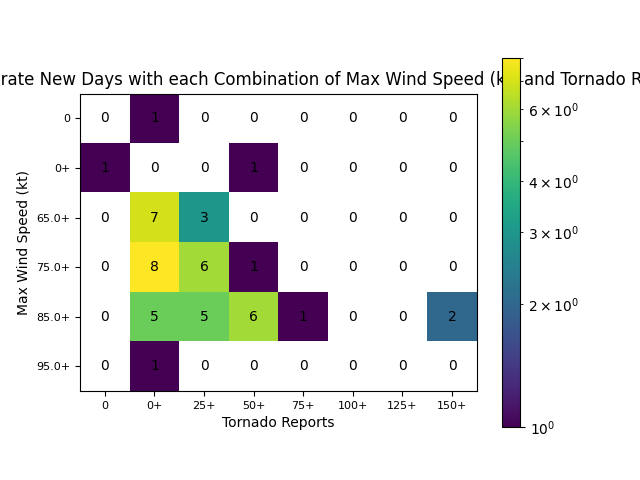 rate New Days with each Combination of Max Wind Speed (kt) and Tornado R
0 0 1 0 0 0 0 0 0
0+ 1 0 0 1 0 0 0 0
65.0+ 0 7 3 0 0 0 0 0
75.0+ 0 8 6 1 0 0 0 0
85.0+ 0 5 5 6 1 0 0 2
95.0+ 0 1 0 0 0 0 0 0
0 0+ 25+ 50+ 75+ 100+ 125+ 150+
Tornado Reports
Max Wind Speed (kt)
6 × 10⁰
4 × 10⁰
3 × 10⁰
2 × 10⁰
10⁰